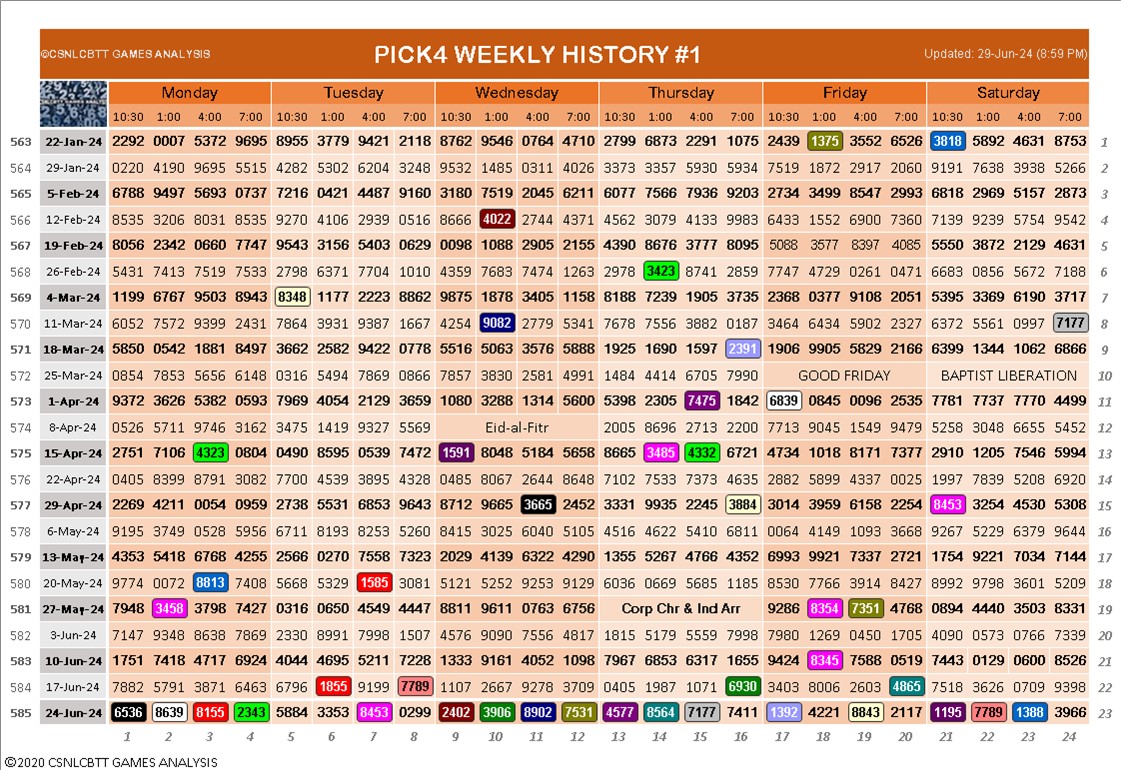 ©CSNLCBTT GAMES ANALYSIS PICK4 WEEKLY HISTORY #1 Updated: 29-Jun-24 (8:59 PM)
Monday Tuesday Wednesday Thursday Friday Saturday
10:30 1:00 4:00 7:00 10:30 1:00 4:00 7:00 10:30 1:00 4:00 7:00 10:30 1:00 4:00 7:00 10:30 1:00 4:00 7:00 10:30 1:00 4:00 7:00
563 22-Jan-24 2292 0007 5372 9695 8955 3779 9421 2118 8762 9546 0764 4710 2799 6873 2291 1075 2439 1375 3552 6526 3818 5892 4631 8753 1
564 29-Jan-24 0220 4190 9695 5515 4282 5302 6204 3248 9532 1485 0311 4026 3373 3357 5930 5934 7519 1872 2917 2060 9191 7638 3938 5266 2
565 5-Feb-24 6788 9497 5693 0737 7216 0421 4487 9160 3180 7519 2045 6211 6077 7566 7936 9203 2734 3499 8547 2993 6818 2969 5157 2873 3
566 12-Feb-24 8535 3206 8031 8535 9270 4106 2939 0516 8666 4022 2744 4371 4562 3079 4133 9983 6433 1552 6900 7360 7139 9239 5754 9542 4
567 19-Feb-24 8056 2342 0660 7747 9543 3156 5403 0629 0098 1088 2905 2155 4390 8676 3777 8095 5088 3577 8397 4085 5550 3872 2129 4631 5
568 26-Feb-24 5431 7413 7519 7533 2798 6371 7704 1010 4359 7683 7474 1263 2978 3423 8741 2859 7747 4729 0261 0471 6683 0856 5672 7188 6
569 4-Mar-24 1199 6767 9503 8943 8348 1177 2223 8862 9875 1878 3405 1158 8188 7239 1905 3735 2368 0377 9108 2051 5395 3369 6190 3717 7
570 11-Mar-24 6052 7572 9399 2431 7864 3931 9387 1667 4254 9082 2779 5341 7678 7556 3882 0187 3464 6434 5902 2327 6372 5561 0997 7177 8
571 18-Mar-24 5850 0542 1881 8497 3662 2582 9422 0778 5516 5063 3576 5888 1925 1690 1597 2391 1906 9905 5829 2166 6399 1344 1062 6866 9
572 25-Mar-24 0854 7853 5656 6148 0316 5494 7869 0866 7857 3830 2581 4991 1484 4414 6705 7990 GOOD FRIDAY BAPTIST LIBERATION 10
573 1-Apr-24 9372 3626 5382 0593 7969 4054 2129 3659 1080 3288 1314 5600 5398 2305 7475 1842 6839 0845 0096 2535 7781 7737 7770 4499 11
574 8-Apr-24 0526 5711 9746 3162 3475 1419 9327 5569 Eid-al-Fitr 2005 8696 2713 2200 7713 9045 1549 9479 5258 3048 6655 5452 12
575 15-Apr-24 2751 7106 4323 0804 0490 8595 0539 7472 1591 8048 5184 5658 8665 3485 4332 6721 4734 1018 8171 7377 2910 1205 7546 5994 13
576 22-Apr-24 0405 8399 8791 3082 7700 4539 3895 4328 0485 8067 2644 8648 7102 7533 7373 4635 2882 5899 4337 0025 1997 7839 5208 6920 14
577 29-Apr-24 2269 4211 0054 0959 2738 5531 6853 9643 8712 9665 3665 2452 3331 9935 2245 3884 3014 3959 6158 2254 8453 3254 4530 5308 15
578 6-May-24 9195 3749 0528 5956 6711 8193 8253 5260 8415 3025 6040 5105 4516 4622 5410 6811 0064 4149 1093 3668 9267 5229 6379 9644 16
579 13-May-24 4353 5418 6768 4255 2566 0270 7558 7323 2029 4139 6322 4290 1355 5267 4766 4352 6993 9921 7337 2721 1754 9221 7034 7144 17
580 20-May-24 9774 0072 8813 7408 5668 5329 1585 3081 5121 5252 9253 9129 6036 0669 5685 1185 8530 7766 3914 8427 8992 9798 3601 5209 18
581 27-May-24 7948 3458 3798 7427 0316 0650 4549 4447 8811 9611 0763 6756 Corp Chr & Ind Arr 9286 8354 7351 4768 0894 4440 3503 8331 19
582 3-Jun-24 7147 9348 8638 7869 2330 8991 7998 1507 4576 9090 7556 4817 1815 5179 5559 7998 7980 1269 0450 1705 4090 0573 0766 7339 20
583 10-Jun-24 1751 7418 4717 6924 4044 4695 5211 7228 1333 9161 4052 1098 7967 6853 6317 1655 9424 8345 7588 0519 7443 0129 0600 8526 21
584 17-Jun-24 7882 5791 3871 6463 6796 1855 9199 7789 1107 2667 9278 3709 0405 1987 1071 6930 3403 8006 2603 4865 7518 3626 0709 9398 22
585 24-Jun-24 6536 8639 8155 2343 5884 3353 8453 0299 2402 3906 8902 7531 4577 8564 7177 7411 1392 4221 8843 2117 1195 7789 1388 3966 23
1 2 3 4 5 6 7 8 9 10 11 12 13 14 15 16 17 18 19 20 21 22 23 24
©2020 CSNLCBTT GAMES ANALYSIS